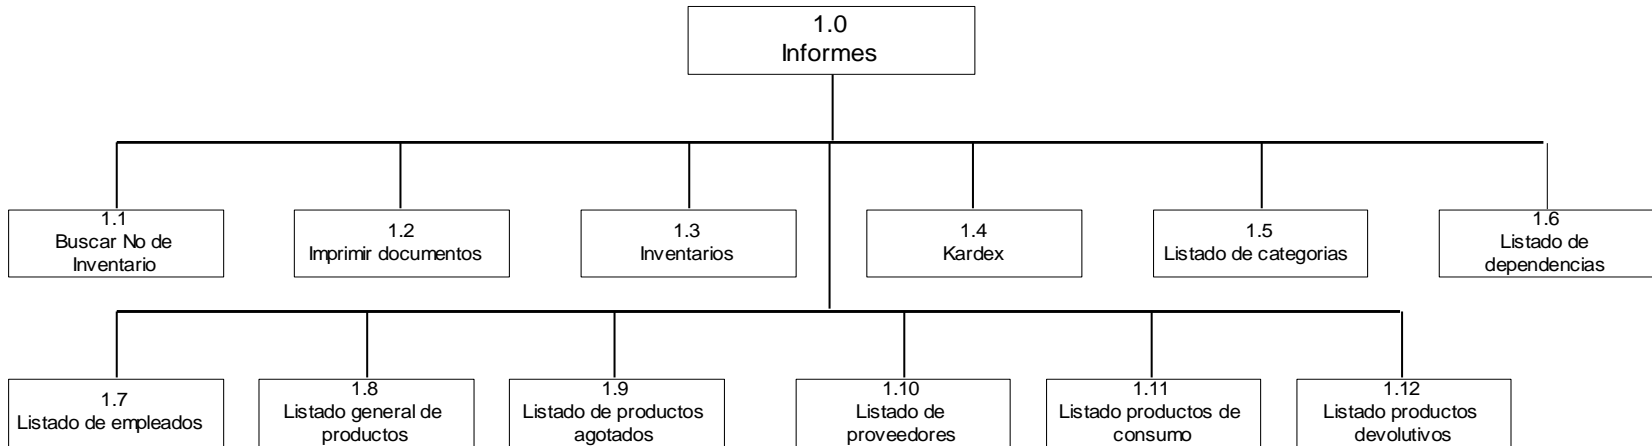 1.0
Informes
1.1
Buscar No de
Inventario
1.2
Imprimir documentos
1.3
Inventarios
1.4
Kardex
1.5
Listado de categorias
1.6
Listado de
dependencias
1.7
Listado de empleados
1.8
Listado general de
productos
1.9
Listado de productos
agotados
1.10
Listado de
proveedores
1.11
Listado productos de
consumo
1.12
Listado productos
devolutivos